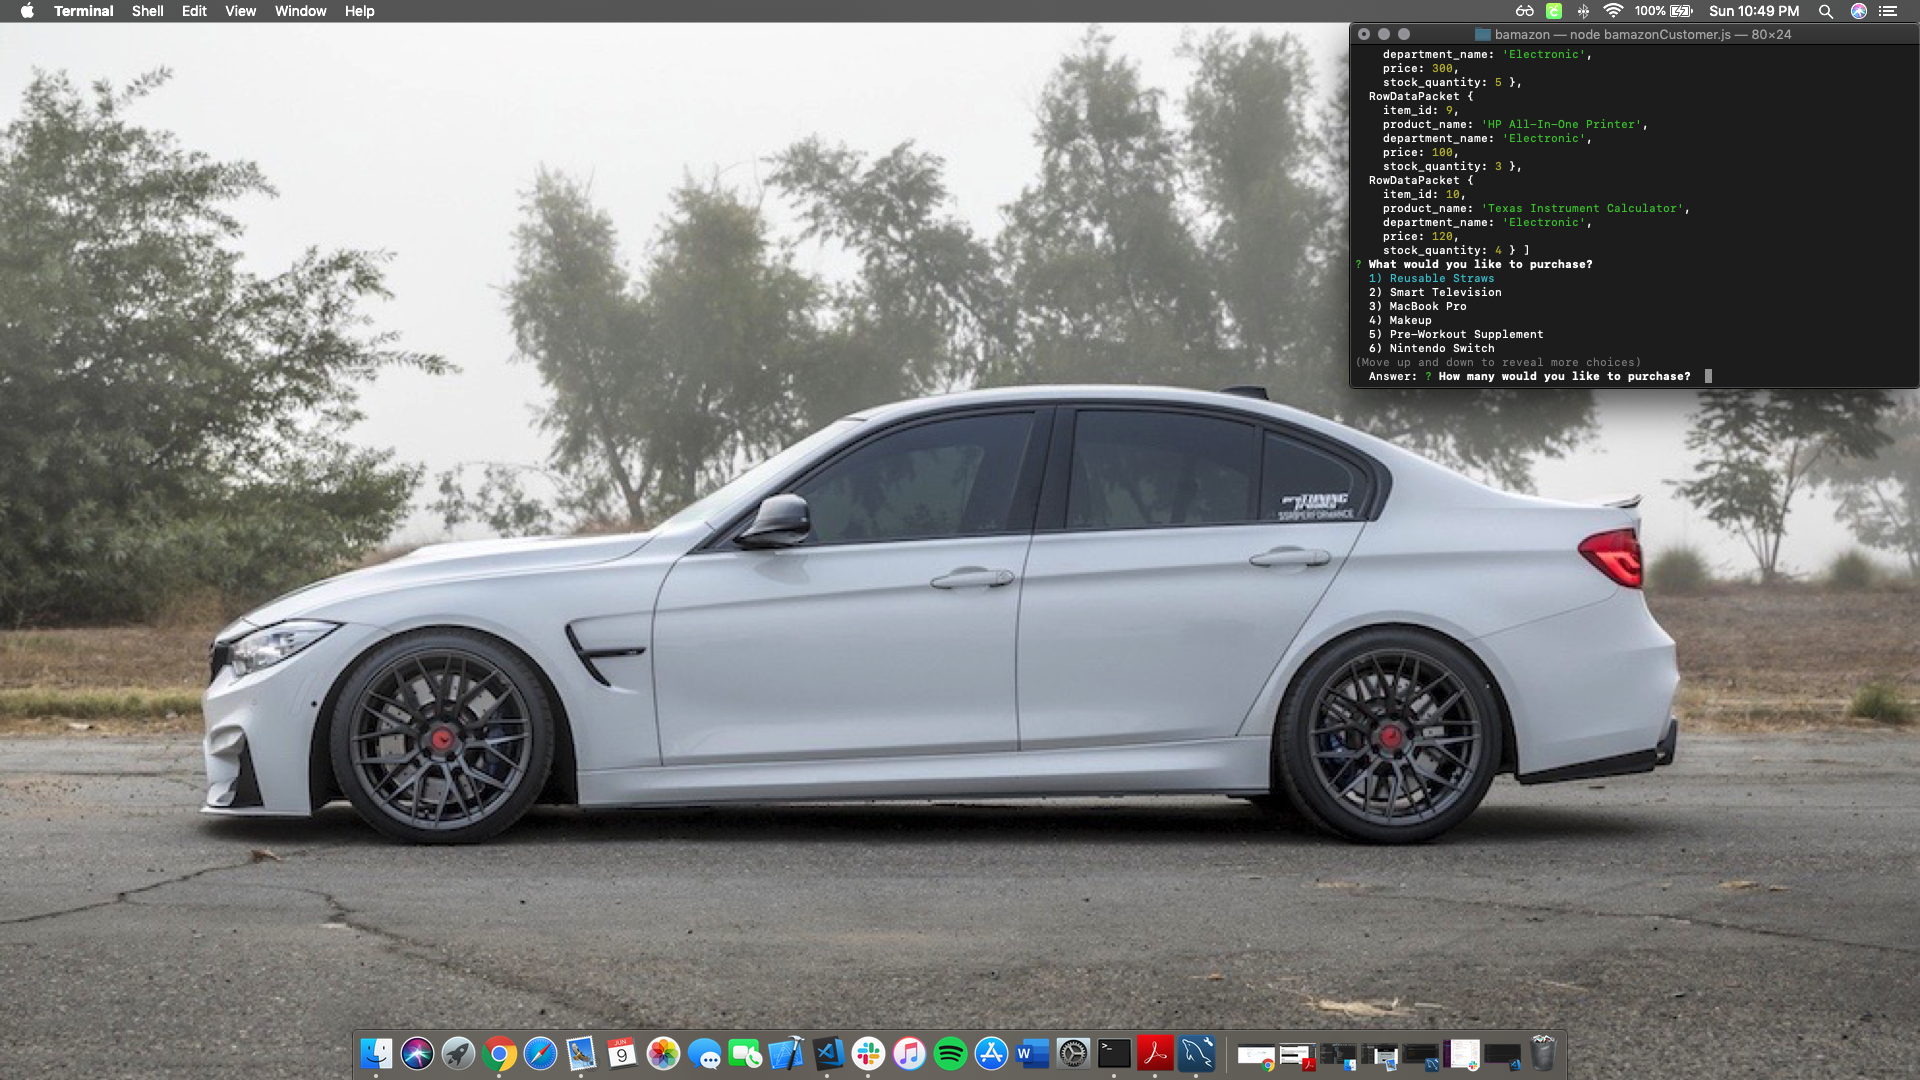 Terminal Shell Edit View Window Help
100% Sun 10:49 PM
bamazon — node bamazonCustomer.js — 80×24
department_name: 'Electronic',
price: 300,
stock_quantity: 5 },
RowDataPacket {
item_id: 9,
product_name: 'HP All-In-One Printer',
department_name: 'Electronic',
price: 100,
stock_quantity: 3 },
RowDataPacket {
item_id: 10,
product_name: 'Texas Instrument Calculator',
department_name: 'Electronic',
price: 120,
stock_quantity: 4 } ]
? What would you like to purchase?
1) Reusable Straws
2) Smart Television
3) MacBook Pro
4) Makeup
5) Pre-Workout Supplement
6) Nintendo Switch
(Move up and down to reveal more choices)
Answer: ? How many would you like to purchase?
TUNING
PERFORMANCE
JUN
9
W